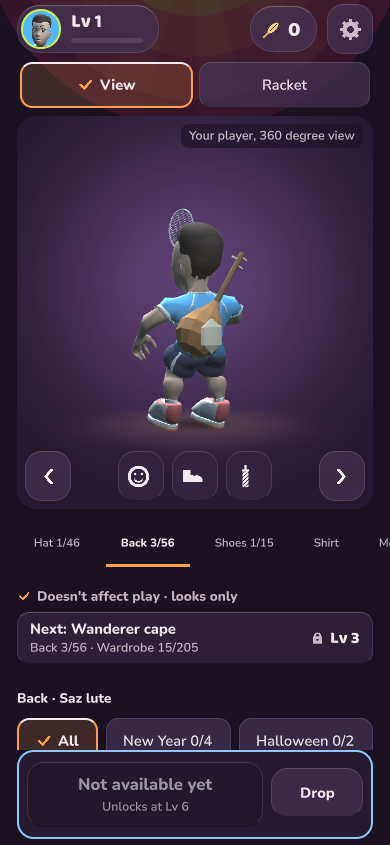 Lv 1
0
View
Racket
Your player, 360 degree view
Hat 1/46
Back 3/56
Shoes 1/15
Shirt
Doesn't affect play · looks only
Next: Wanderer cape
Back 3/56 · Wardrobe 15/205
Lv 3
Back · Saz lute
All
New Year 0/4
Halloween 0/2
Not available yet
Unlocks at Lv 6
Drop